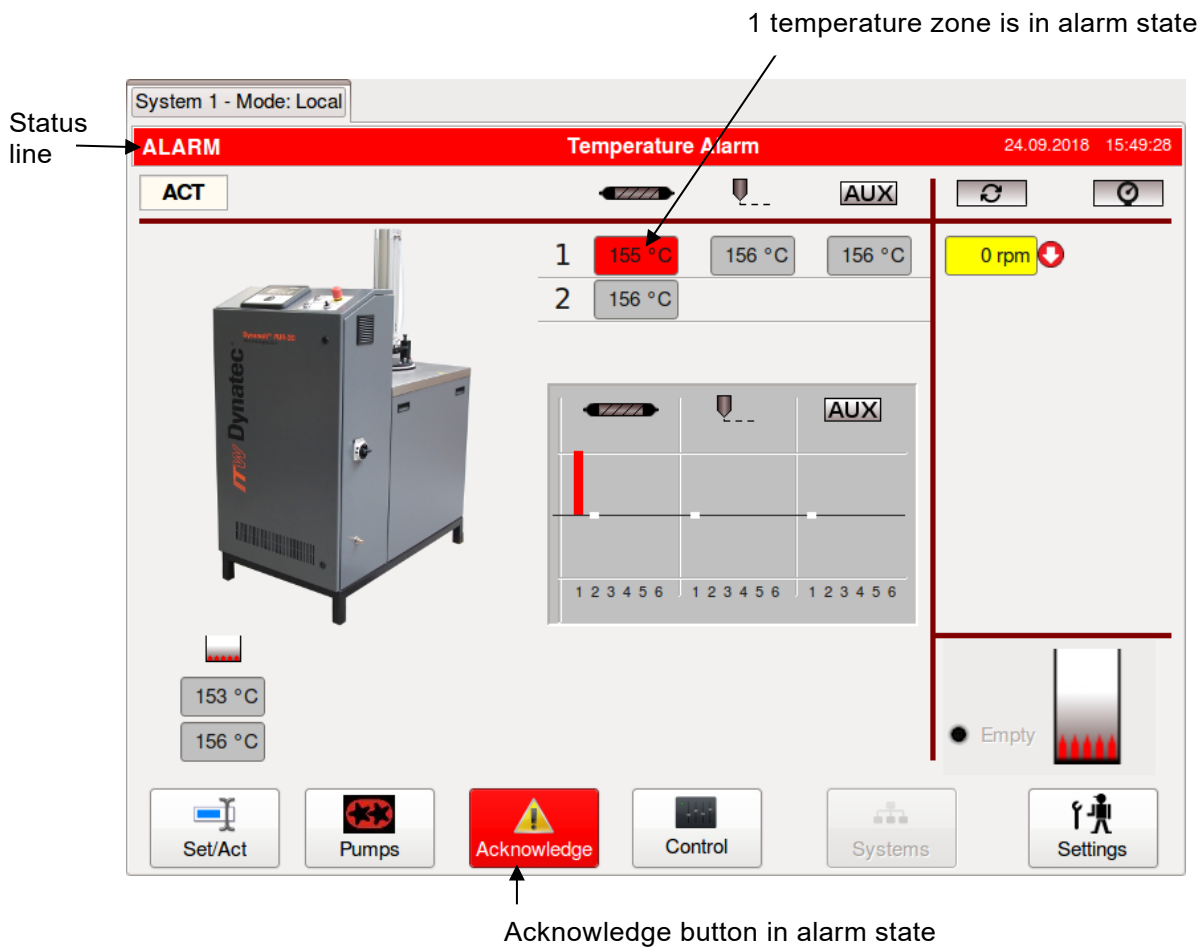 1 temperature zone is in alarm state
System 1 - Mode: Local
Status
line
ALARM Temperature Alarm 24.09.2018 15:49:28
ACT AUX
1 155 °C 156 °C 156 °C 0 rpm
2 156 °C
ITW Dynatec
AUX
1 2 3 4 5 6 1 2 3 4 5 6 1 2 3 4 5 6
153 °C
156 °C
Empty
Set/Act Pumps Acknowledge Control Systems Settings
Acknowledge button in alarm state